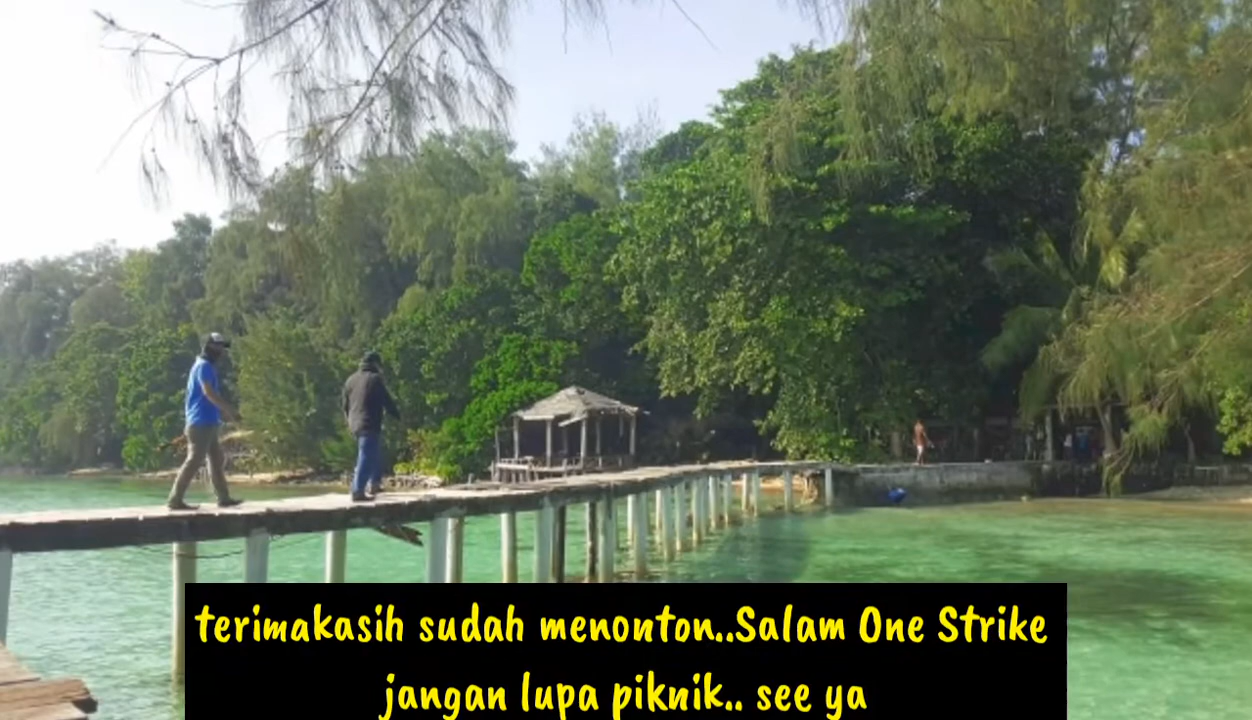 terimakasih sudah menonton..Salam One Strike
jangan lupa piknik.. see ya